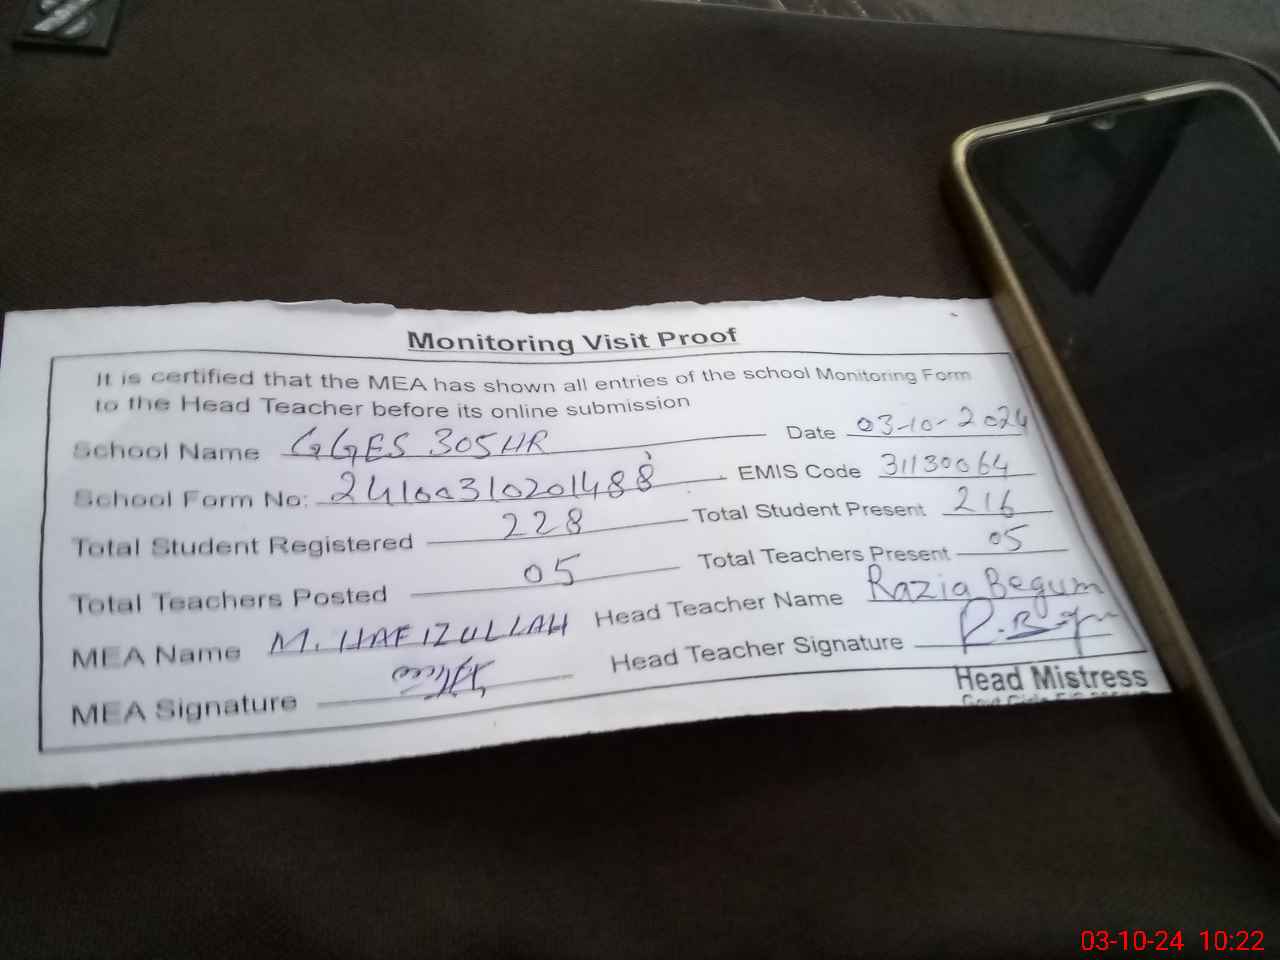 Monitoring Visit Proof
It is certified that the MEA has shown all entries of the school Monitoring Form
to the Head Teacher before its online submission
School Name GGES 305HR Date 03-10-2024
School Form No: 24100310201488 EMIS Code 31130064
Total Student Registered 228 Total Student Present 216
Total Teachers Posted 05 Total Teachers Present 05
MEA Name M. HAFIZULLAH Head Teacher Name Razia Begum
MEA Signature Head Teacher Signature R. Begum
Head Mistress
03-10-24 10:22